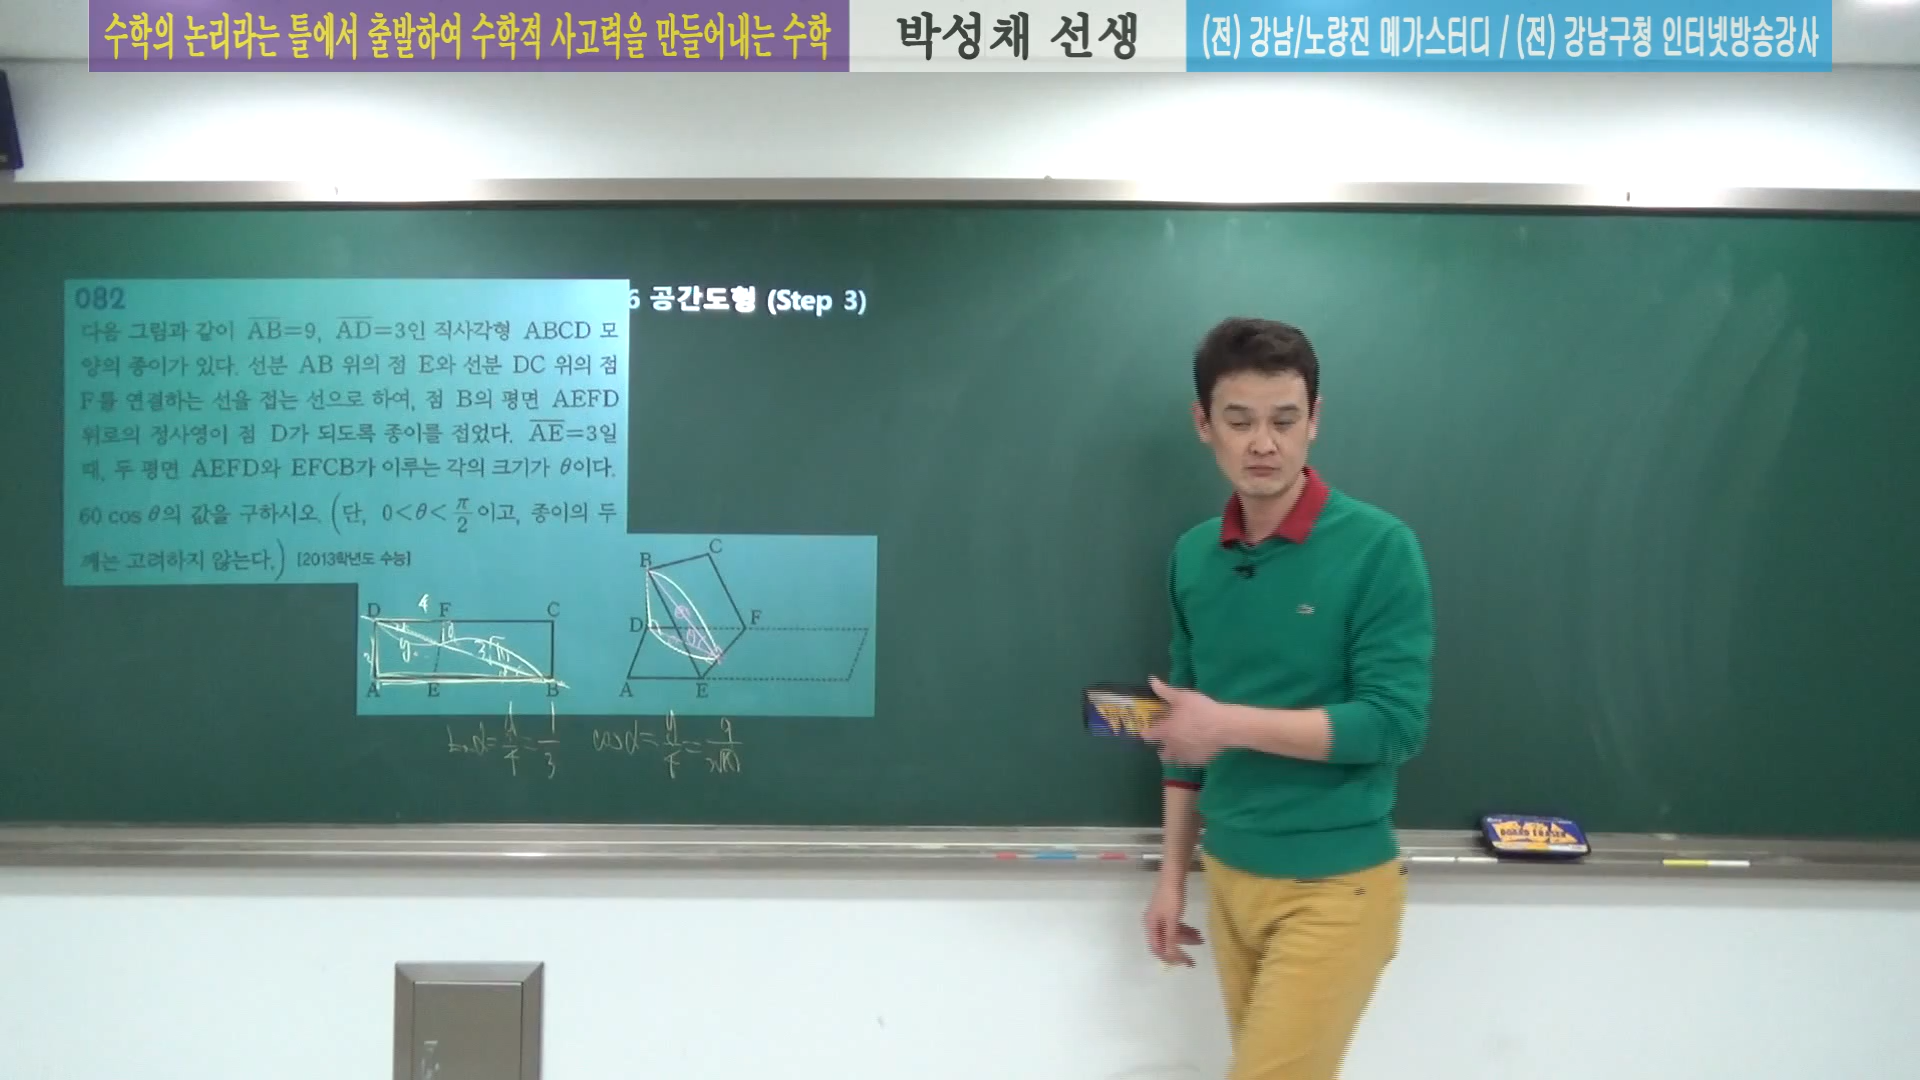 수학의 논리라는 틀에서 출발하여 수학적 사고력을 만들어내는 수학
박성채 선생
(전) 강남/노량진 메가스터디 / (전) 강남구청 인터넷방송강사
6 공간도형 (Step 3)
082
다음 그림과 같이 AB=9, AD=3인 직사각형 ABCD 모
양의 종이가 있다. 선분 AB 위의 점 E와 선분 DC 위의 점
F를 연결하는 선을 접는 선으로 하여, 점 B의 평면 AEFD
위로의 정사영이 점 D가 되도록 종이를 접었다. AE=3일
때, 두 평면 AEFD와 EFCB가 이루는 각의 크기가 θ이다.
60 cos θ의 값을 구하시오. (단, 0<θ<π/2이고, 종이의 두
께는 고려하지 않는다.) [2013학년도 수능]
D 4 F C
A E B
B C
D F
A E
cosα= y/4 =
BOARD ERASER